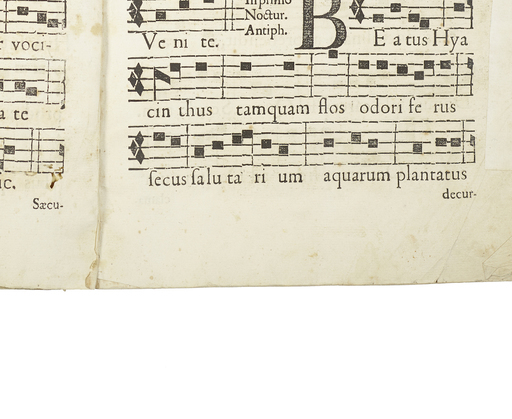 voci-
a te
ic.
Sæcu-
In primo
Noctur.
Antiph.
Ve ni te.
B E a tus Hya
cin thus tamquam flos odori fe rus
ſecus ſalu ta ri um aquarum plantatus
decur-